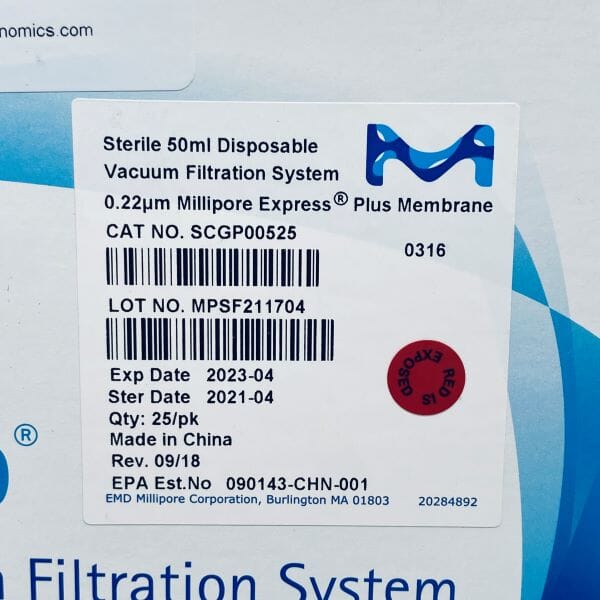 nomics.com
Sterile 50ml Disposable
Vacuum Filtration System
0.22µm Millipore Express® Plus Membrane
CAT NO. SCGP00525
0316
LOT NO. MPSF211704
RED IS
EXPOSED
Exp Date 2023-04
Ster Date 2021-04
Qty: 25/pk
Made in China
Rev. 09/18
EPA Est.No 090143-CHN-001
EMD Millipore Corporation, Burlington MA 01803 20284892
®
Filtration System